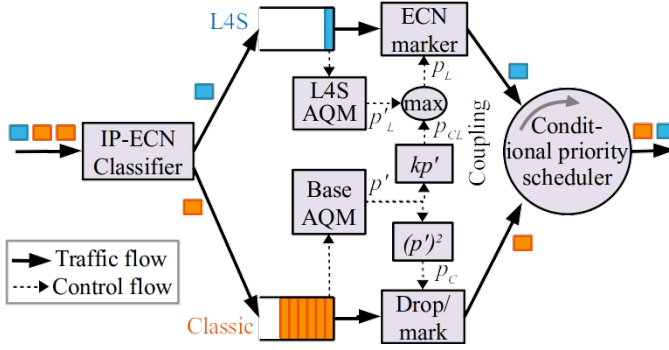 L4S
ECN
marker
p_L
L4S
AQM
p'_L
max
p_CL
Coupling
IP-ECN
Classifier
Condit-
ional priority
scheduler
Base
AQM
p'
kp'
(p')²
p_C
Traffic flow
Control flow
Classic
Drop/
mark